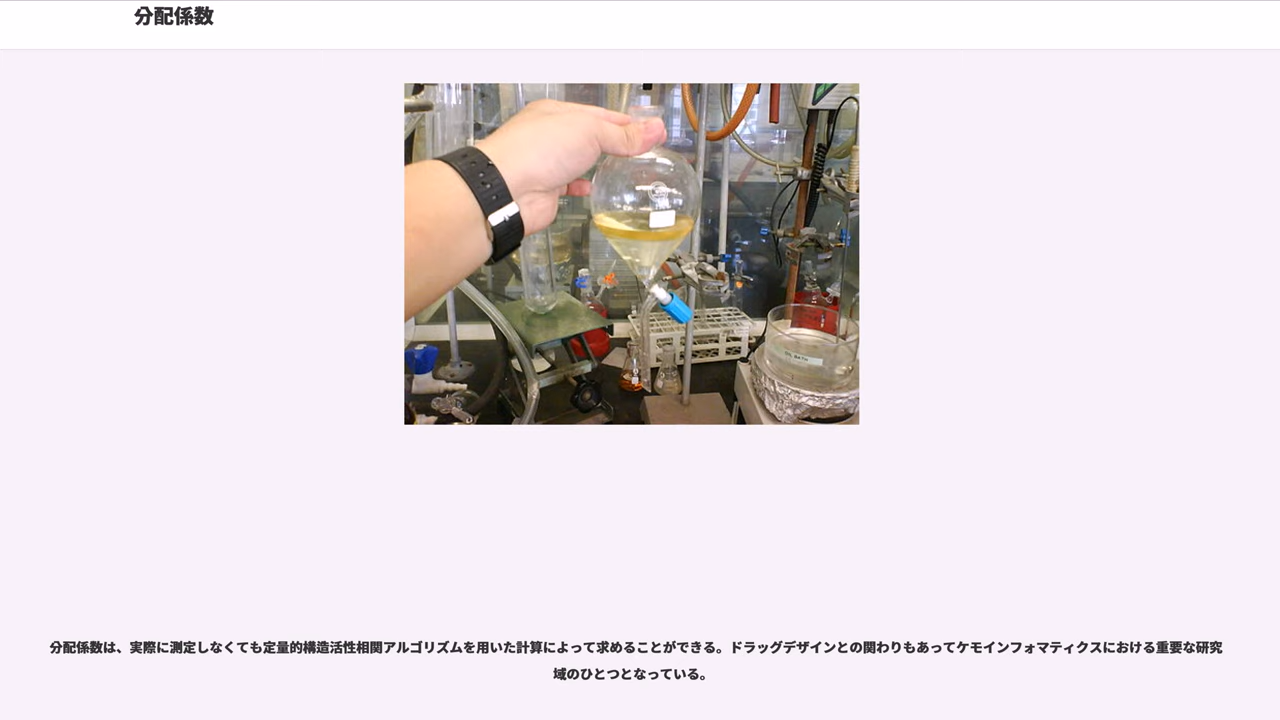 分配係数
OIL BATH
分配係数は、実際に測定しなくても定量的構造活性相関アルゴリズムを用いた計算によって求めることができる。ドラッグデザインとの関わりもあってケモインフォマティクスにおける重要な研究
域のひとつとなっている。